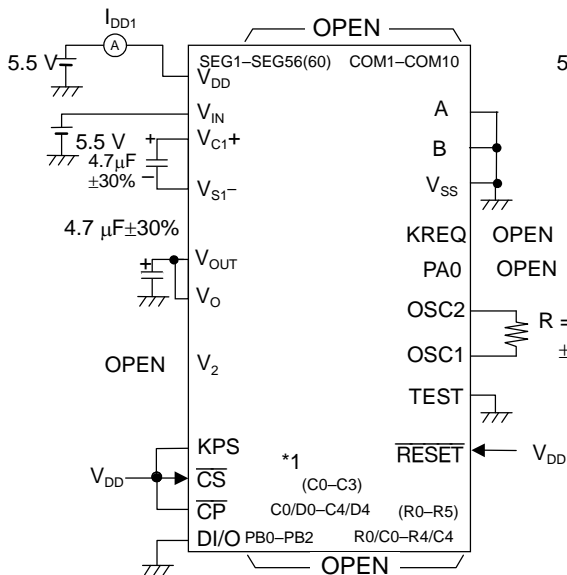 OPEN
I_DD1
A
5.5 V
SEG1–SEG56(60) COM1–COM10
5
V_DD
V_IN
A
5.5 V
V_C1+
4.7µF
±30%
B
V_S1–
V_SS
4.7 µF±30%
KREQ OPEN
V_OUT
PA0 OPEN
V_O
OSC2
R =
±
OPEN V_2
OSC1
TEST
KPS
*1
RESET
V_DD
V_DD
CS
(C0–C3)
CP
C0/D0–C4/D4 (R0–R5)
DI/O PB0–PB2 R0/C0–R4/C4
OPEN